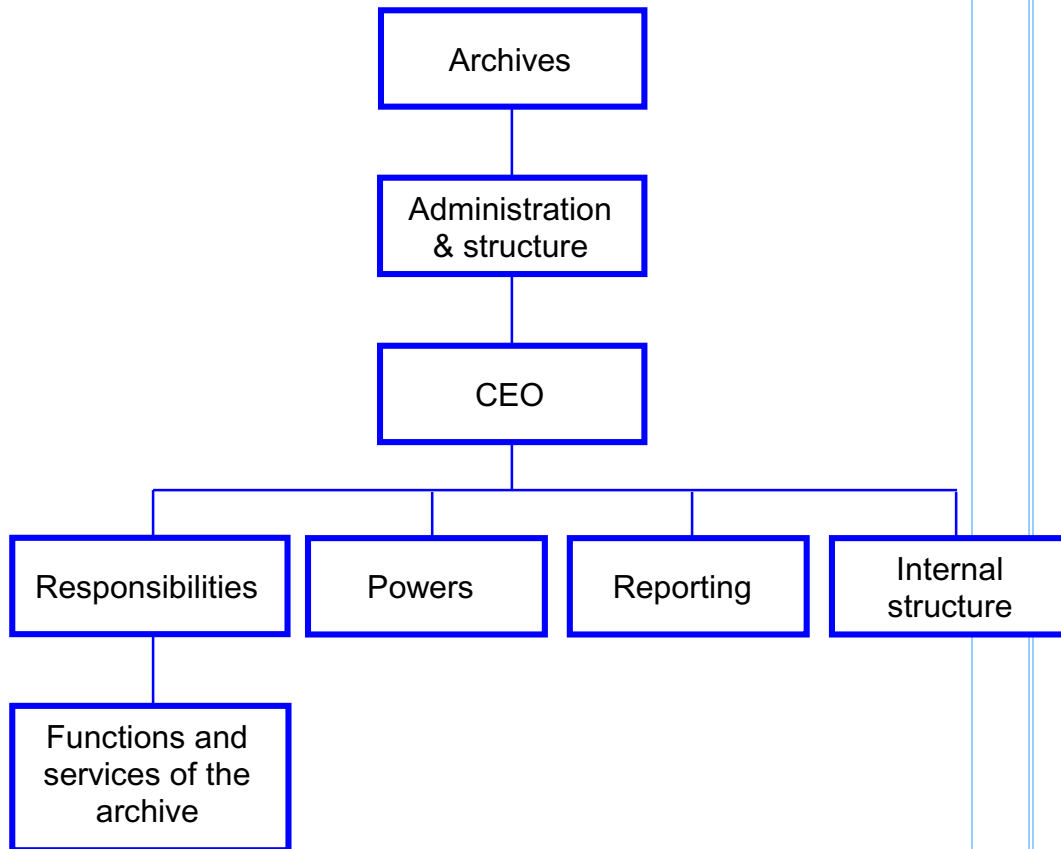 Archives
Administration
& structure
CEO
Responsibilities
Powers
Reporting
Internal
structure
Functions and
services of the
archive